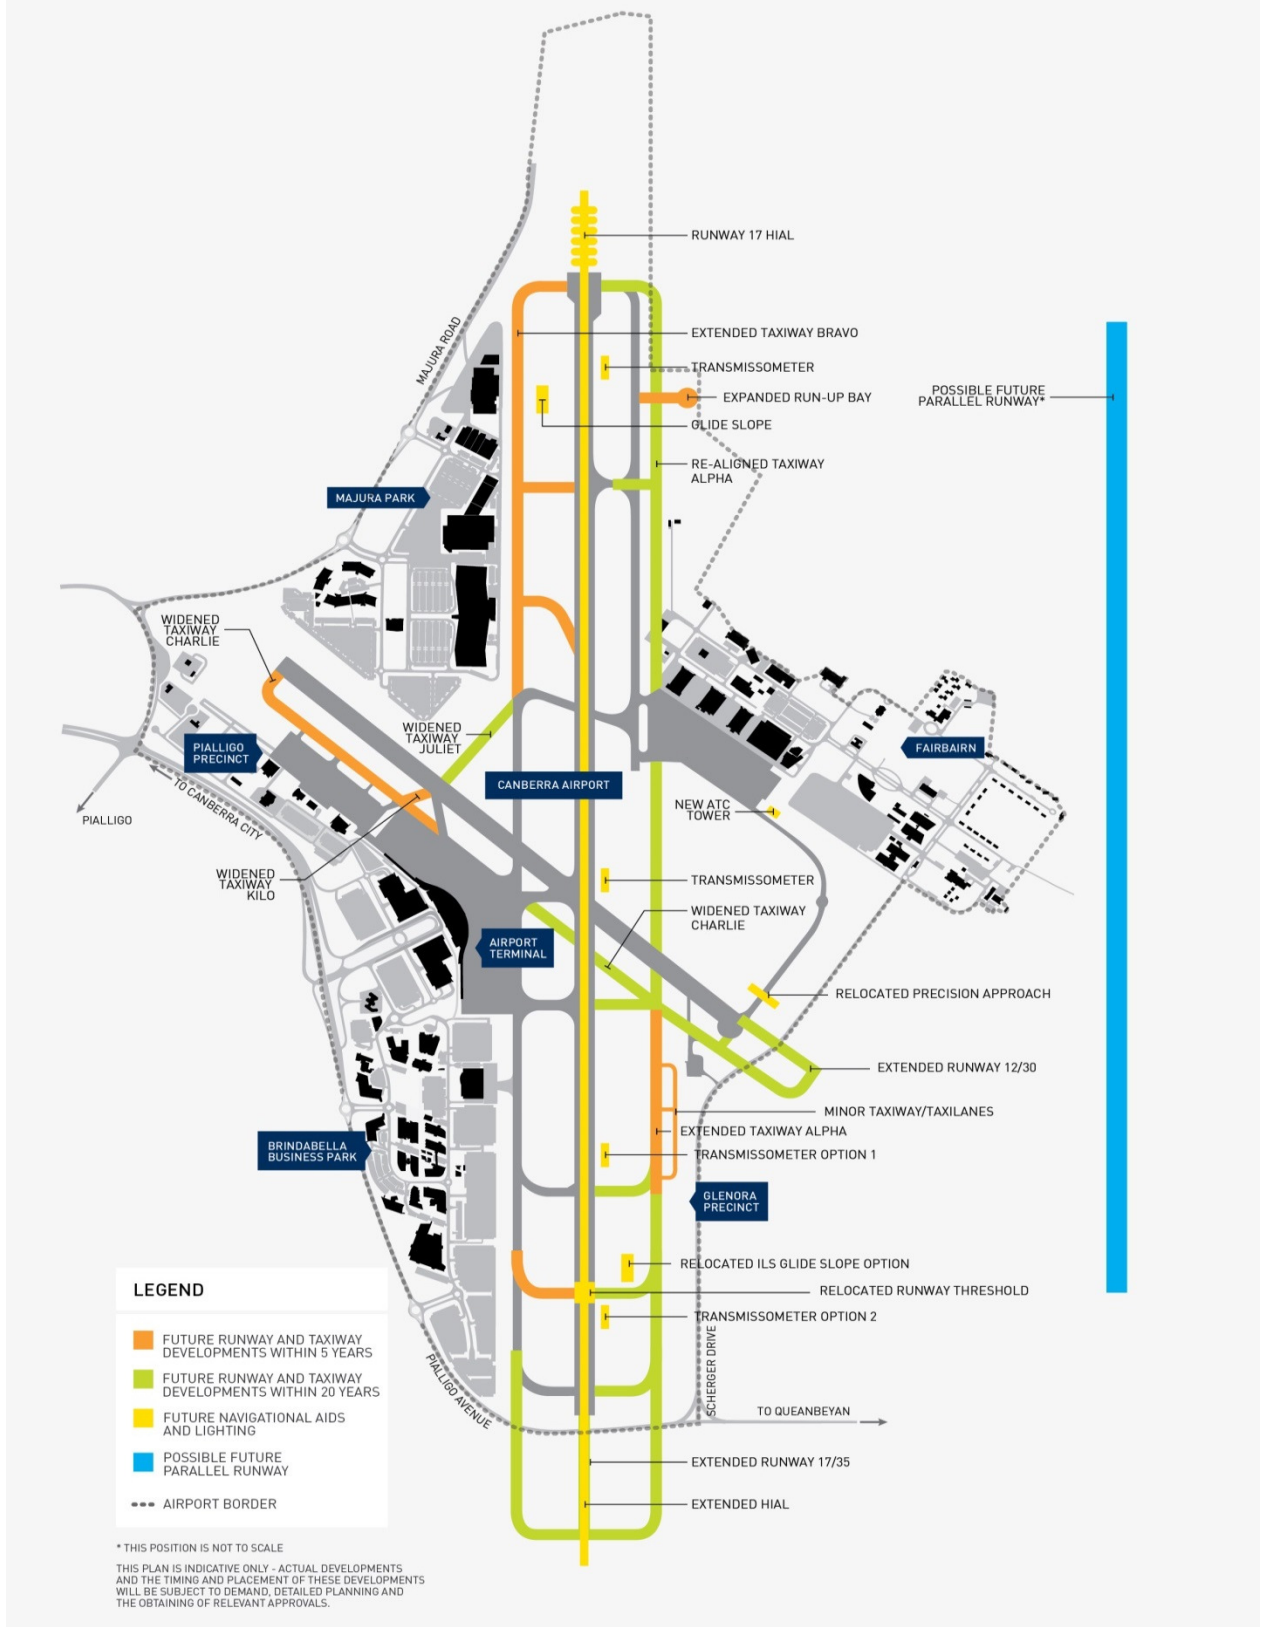 RUNWAY 17 HIAL
MAJURA ROAD
EXTENDED TAXIWAY BRAVO
TRANSMISSOMETER
EXPANDED RUN-UP BAY
POSSIBLE FUTURE
PARALLEL RUNWAY*
GLIDE SLOPE
RE-ALIGNED TAXIWAY
ALPHA
MAJURA PARK
WIDENED
TAXIWAY
CHARLIE
WIDENED
TAXIWAY
JULIET
PIALLIGO
PRECINCT
FAIRBAIRN
CANBERRA AIRPORT
TO CANBERRA CITY
PIALLIGO
NEW ATC
TOWER
WIDENED
TAXIWAY
KILO
TRANSMISSOMETER
WIDENED TAXIWAY
CHARLIE
AIRPORT
TERMINAL
RELOCATED PRECISION APPROACH
EXTENDED RUNWAY 12/30
MINOR TAXIWAY/TAXILANES
EXTENDED TAXIWAY ALPHA
BRINDABELLA
BUSINESS PARK
TRANSMISSOMETER OPTION 1
GLENORA
PRECINCT
RELOCATED ILS GLIDE SLOPE OPTION
RELOCATED RUNWAY THRESHOLD
TRANSMISSOMETER OPTION 2
SCHERGER DRIVE
PIALLIGO AVENUE
TO QUEANBEYAN
EXTENDED RUNWAY 17/35
EXTENDED HIAL
LEGEND
FUTURE RUNWAY AND TAXIWAY
DEVELOPMENTS WITHIN 5 YEARS
FUTURE RUNWAY AND TAXIWAY
DEVELOPMENTS WITHIN 20 YEARS
FUTURE NAVIGATIONAL AIDS
AND LIGHTING
POSSIBLE FUTURE
PARALLEL RUNWAY
AIRPORT BORDER
* THIS POSITION IS NOT TO SCALE
THIS PLAN IS INDICATIVE ONLY - ACTUAL DEVELOPMENTS
AND THE TIMING AND PLACEMENT OF THESE DEVELOPMENTS
WILL BE SUBJECT TO DEMAND, DETAILED PLANNING AND
THE OBTAINING OF RELEVANT APPROVALS.